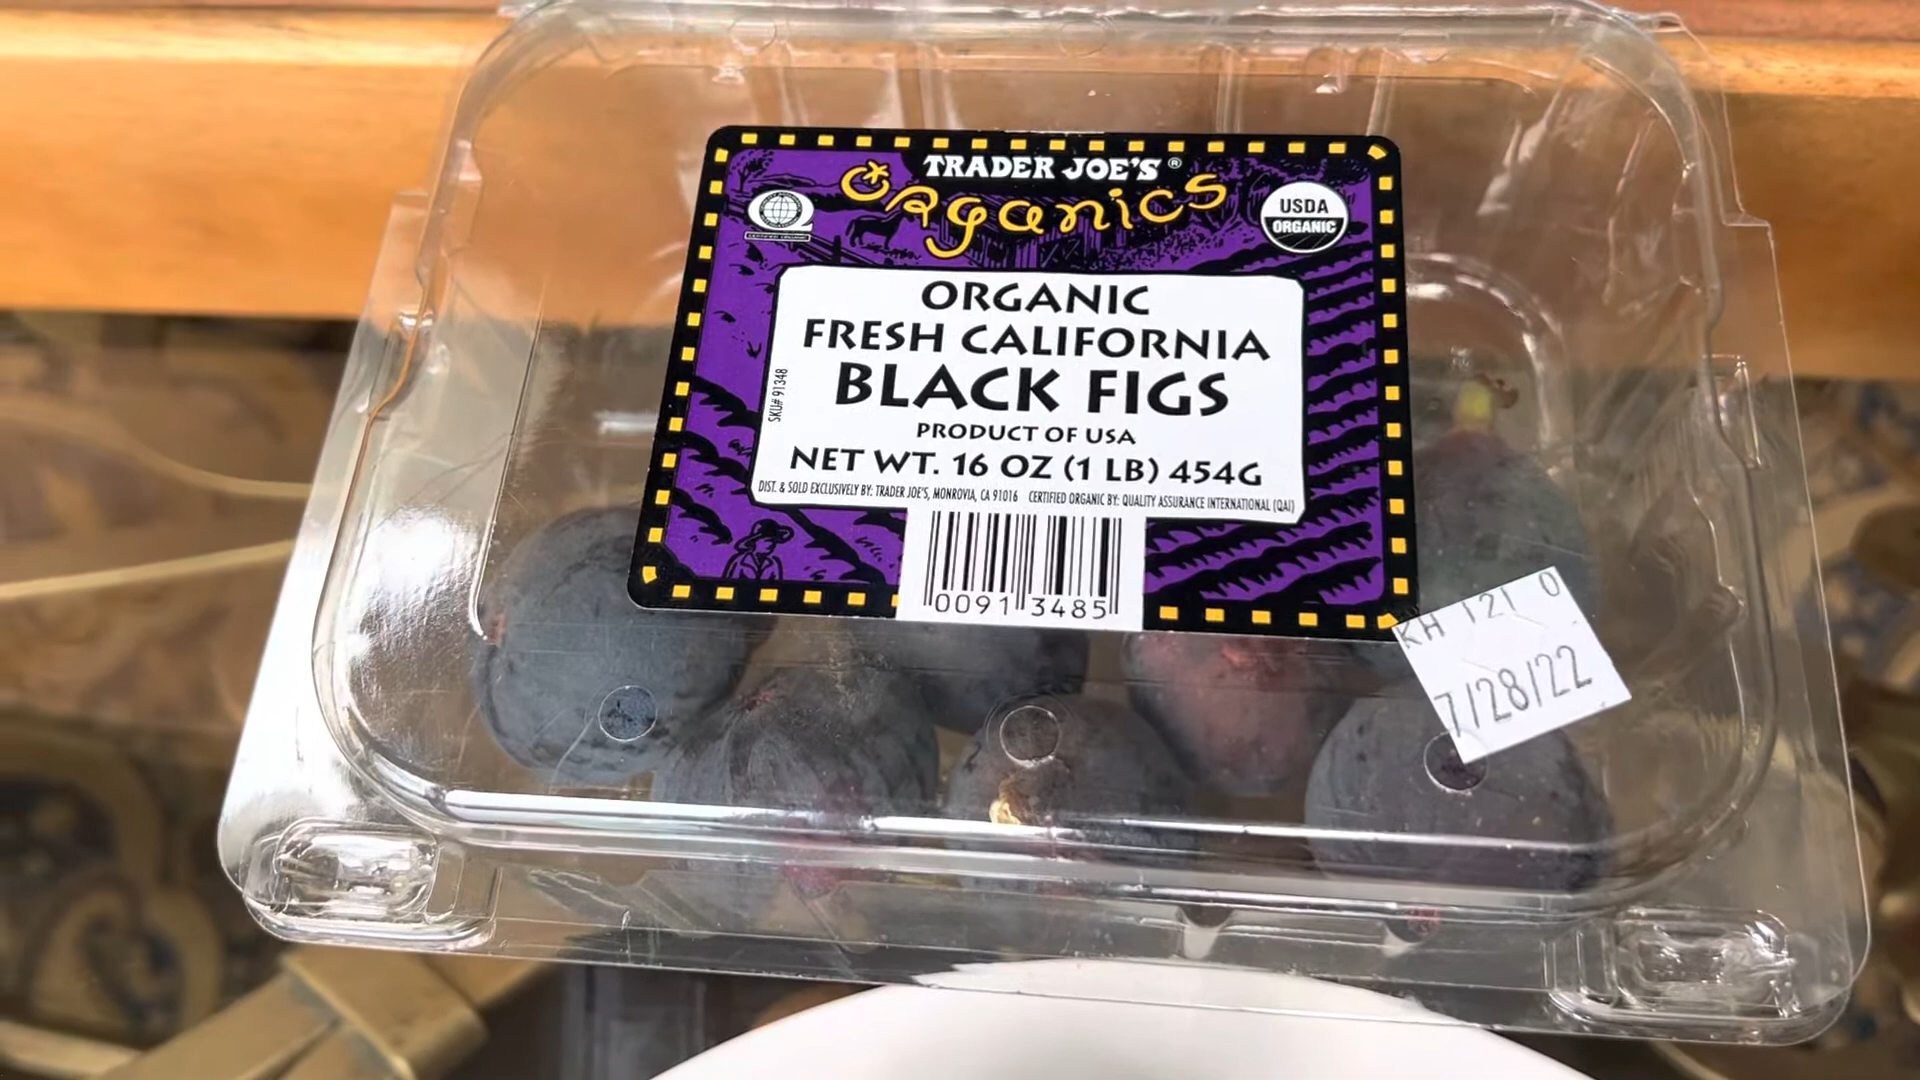 TRADER JOE'S®
ORGANICS
USDA
ORGANIC
ORGANIC
FRESH CALIFORNIA
BLACK FIGS
PRODUCT OF USA
NET WT. 16 OZ (1 LB) 454G
DIST. & SOLD EXCLUSIVELY BY: TRADER JOE'S, MONROVIA, CA 91016 CERTIFIED ORGANIC BY: QUALITY ASSURANCE INTERNATIONAL (QAI)
SKU# 91348
0091 3485
KH 121 0
7/28/22